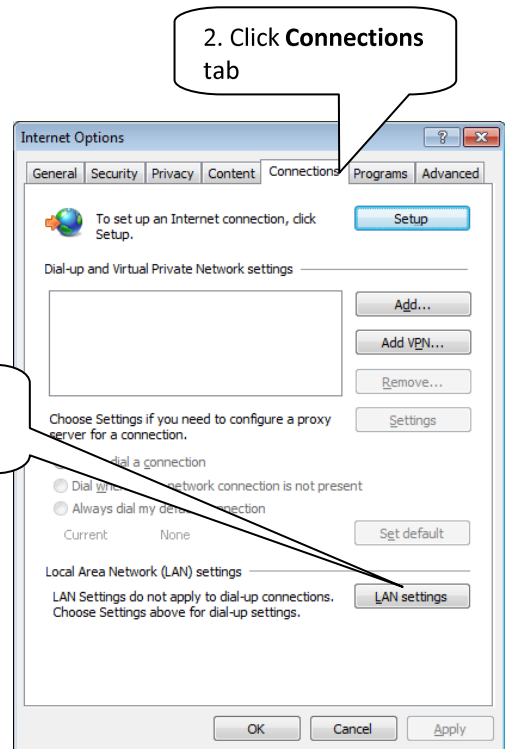 2. Click Connections
tab
Internet Options
General Security Privacy Content Connections Programs Advanced
To set up an Internet connection, click
Setup.
Setup
Dial-up and Virtual Private Network settings
Add...
Add VPN...
Remove...
Choose Settings if you need to configure a proxy
server for a connection.
Settings
dial a connection
Dial network connection is not present
Always dial my connection
Current None
Set default
Local Area Network (LAN) settings
LAN Settings do not apply to dial-up connections.
Choose Settings above for dial-up settings.
LAN settings
OK Cancel Apply